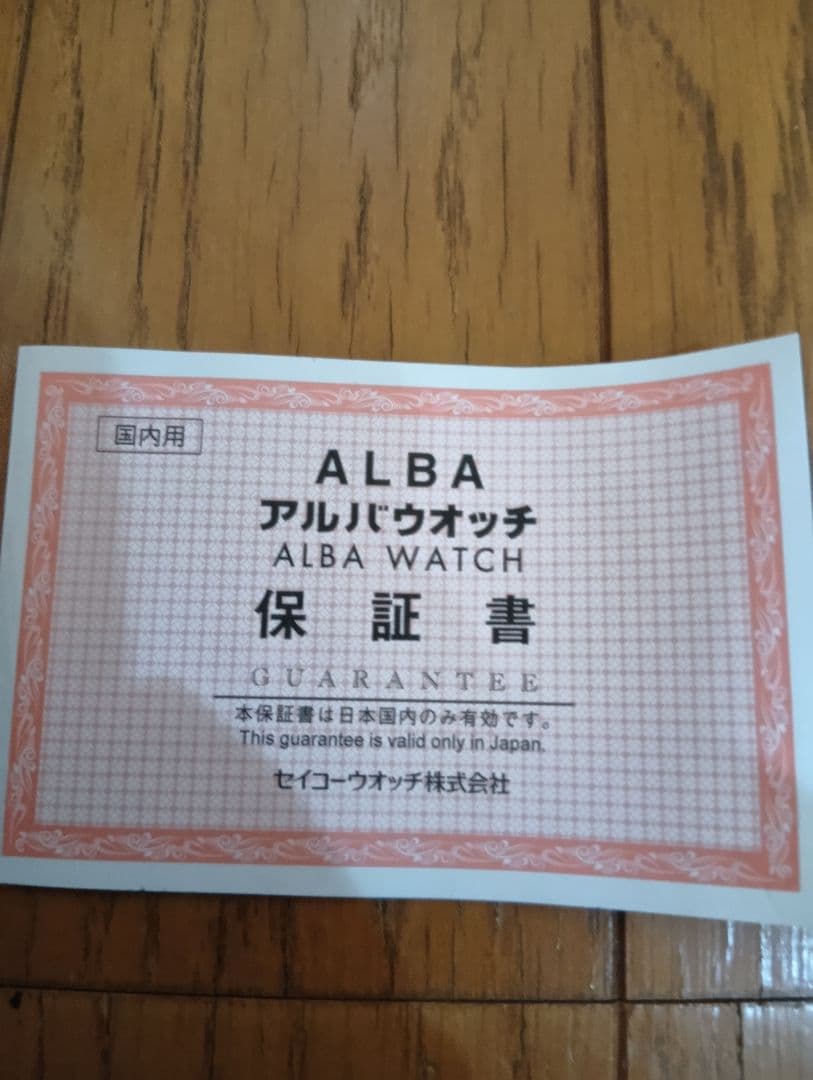 国内用
ALBA
アルバウオッチ
ALBA WATCH
保証書
GUARANTEE
本保証書は日本国内のみ有効です。
This guarantee is valid only in Japan.
セイコーウオッチ株式会社